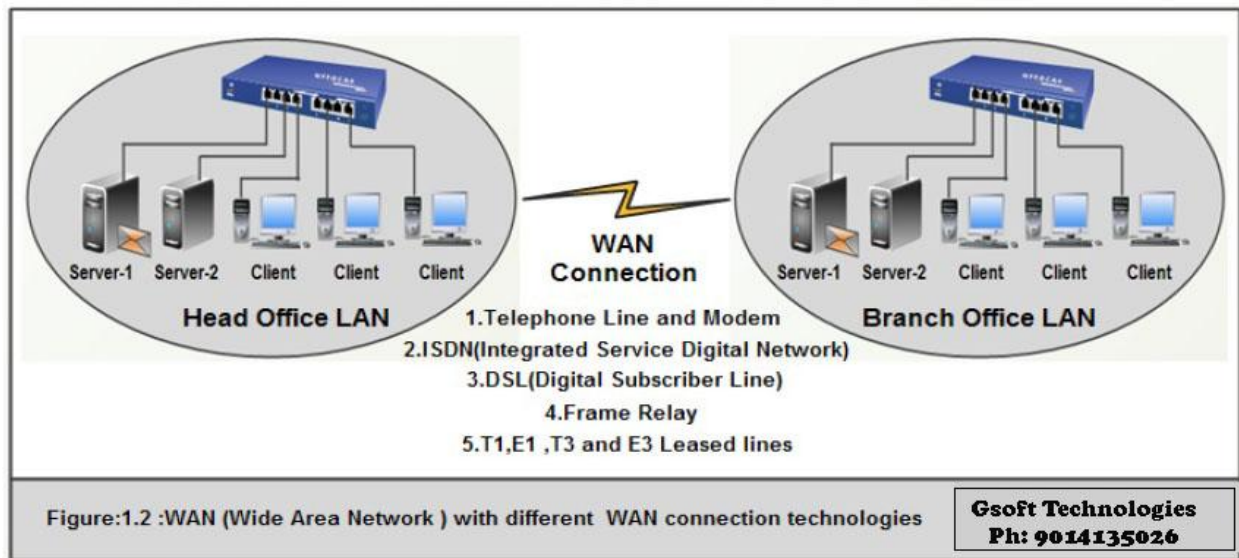 Server-1 Server-2 Client Client Client
Head Office LAN
WAN
Connection
Server-1 Server-2 Client Client Client
Branch Office LAN
1.Telephone Line and Modem
2.ISDN(Integrated Service Digital Network)
3.DSL(Digital Subscriber Line)
4.Frame Relay
5.T1,E1 ,T3 and E3 Leased lines
Figure:1.2 :WAN (Wide Area Network ) with different WAN connection technologies
Gsoft Technologies
Ph: 9014135026